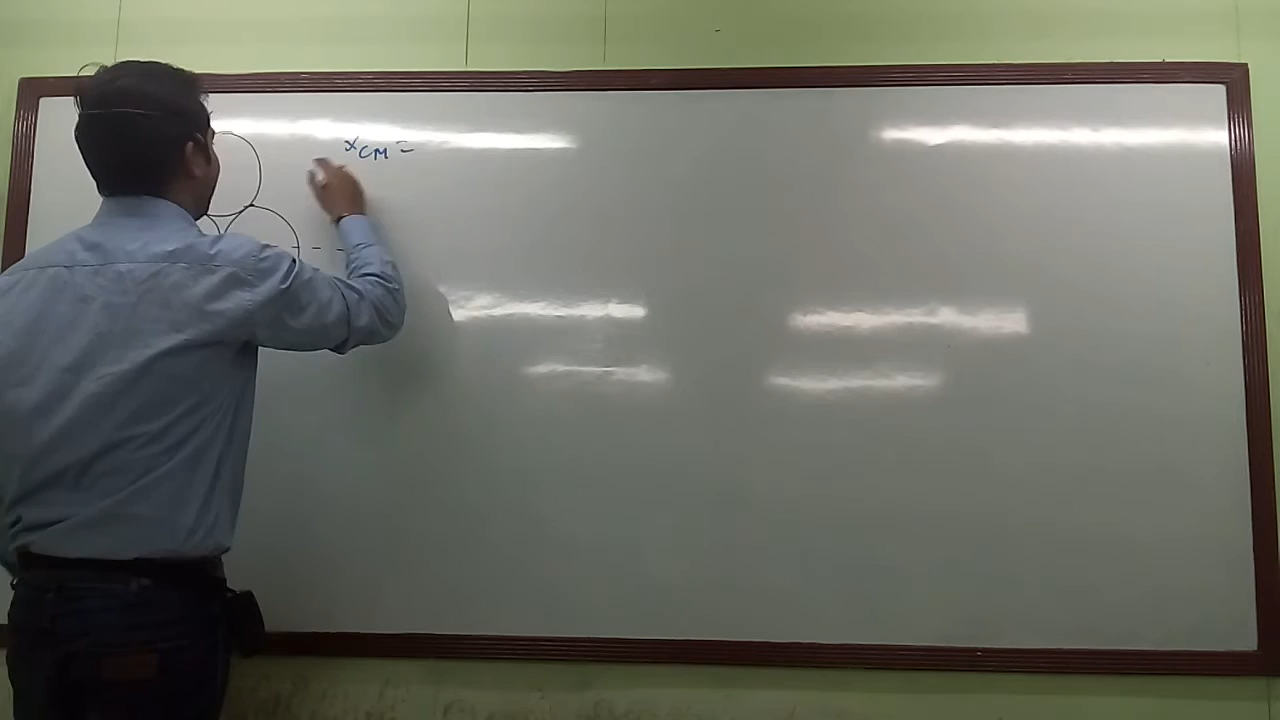 x_CM =